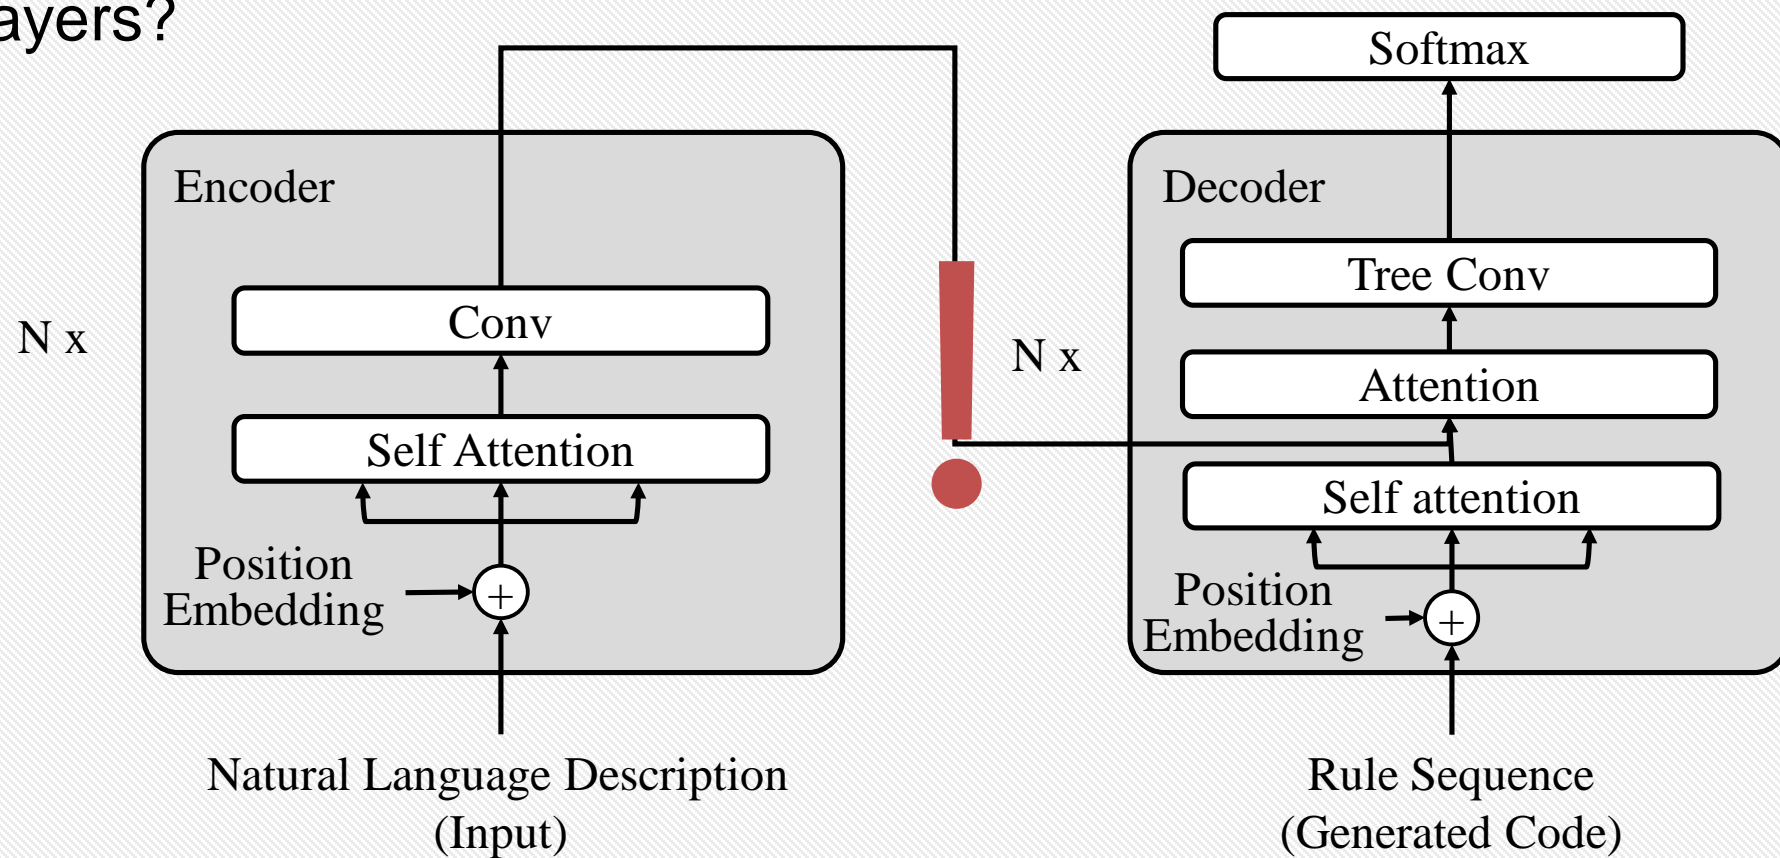 ayers?
Encoder
Conv
N x
Self Attention
Position
Embedding
+
Natural Language Description
(Input)
Softmax
Decoder
Tree Conv
N x
Attention
Self attention
Position
Embedding
+
Rule Sequence
(Generated Code)